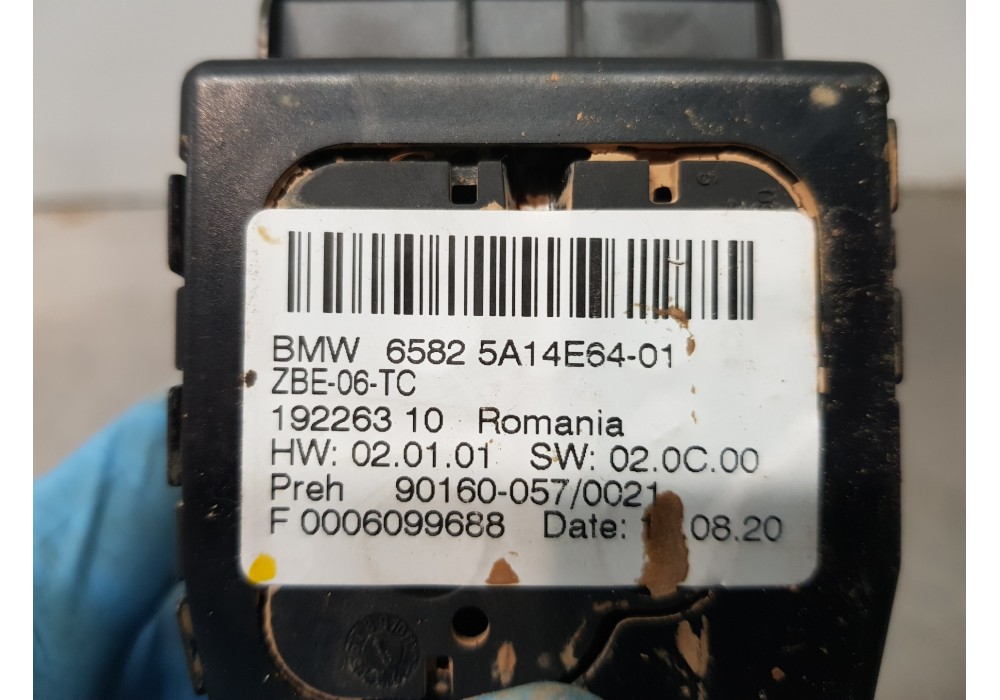 BMW 6582 5A14E64-01
ZBE-06-TC
192263 10 Romania
HW: 02.01.01 SW: 02.0C.00
Preh 90160-057/0021
F 0006099688 Date: .08.20